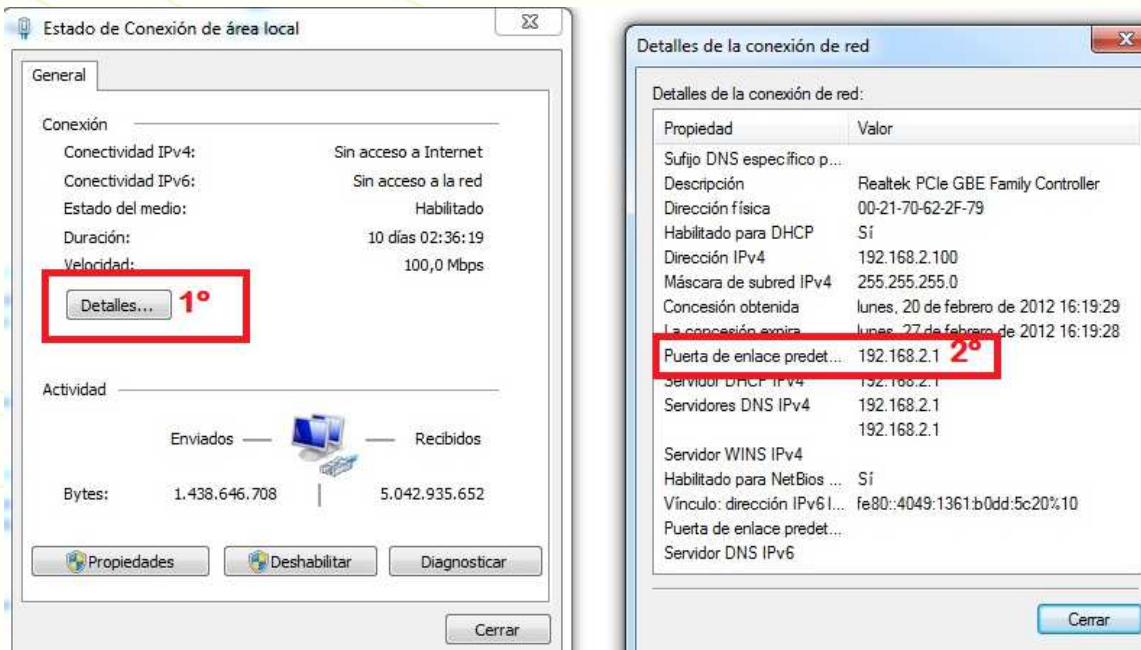 Estado de Conexión de área local
General
Conexión
Conectividad IPv4: Sin acceso a Internet
Conectividad IPv6: Sin acceso a la red
Estado del medio: Habilitado
Duración: 10 días 02:36:19
Velocidad: 100,0 Mbps
Detalles... 1º
Actividad
Enviados Recibidos
Bytes: 1.438.646.708 5.042.935.652
Propiedades Deshabilitar Diagnosticar
Cerrar
Detalles de la conexión de red
Detalles de la conexión de red:
Propiedad Valor
Sufijo DNS específico p...
Descripción Realtek PCIe GBE Family Controller
Dirección física 00-21-70-62-2F-79
Habilitado para DHCP Sí
Dirección IPv4 192.168.2.100
Máscara de subred IPv4 255.255.255.0
Concesión obtenida lunes, 20 de febrero de 2012 16:19:29
La concesión expira lunes, 27 de febrero de 2012 16:19:28
Puerta de enlace predet... 192.168.2.1 2º
Servidor DHCP IPv4 192.168.2.1
Servidores DNS IPv4 192.168.2.1
192.168.2.1
Servidor WINS IPv4
Habilitado para NetBios ... Sí
Vínculo: dirección IPv6 l... fe80::4049:1361:b0dd:5c20%10
Puerta de enlace predet...
Servidor DNS IPv6
Cerrar